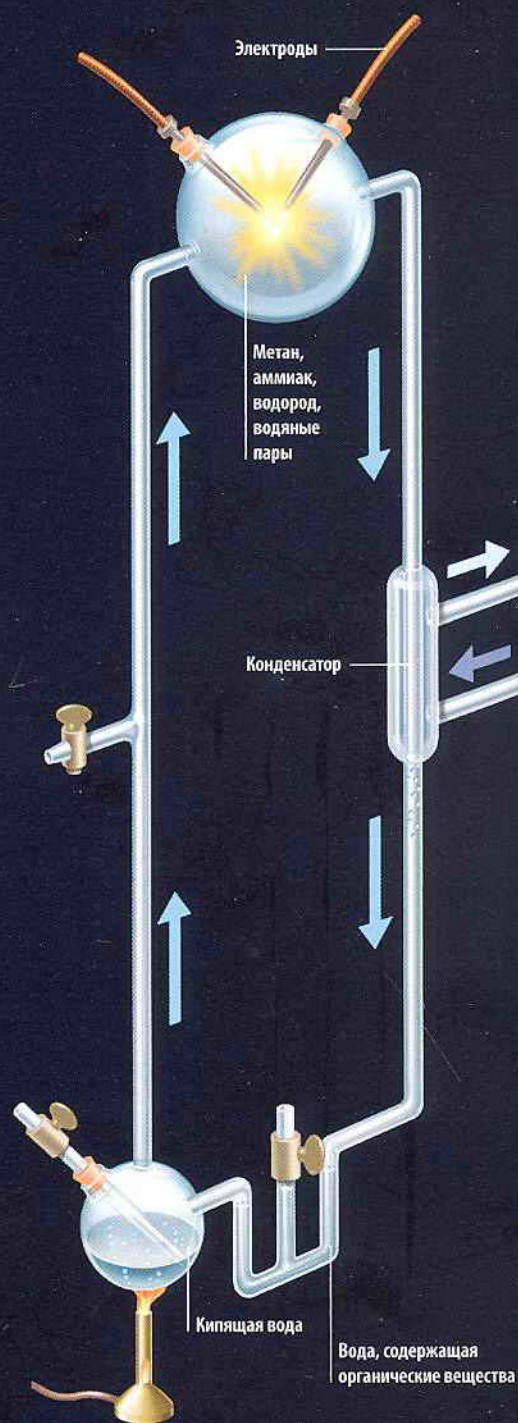 Электроды
Метан,
аммиак,
водород,
водяные
пары
Конденсатор
Кипящая вода
Вода, содержащая
органические вещества